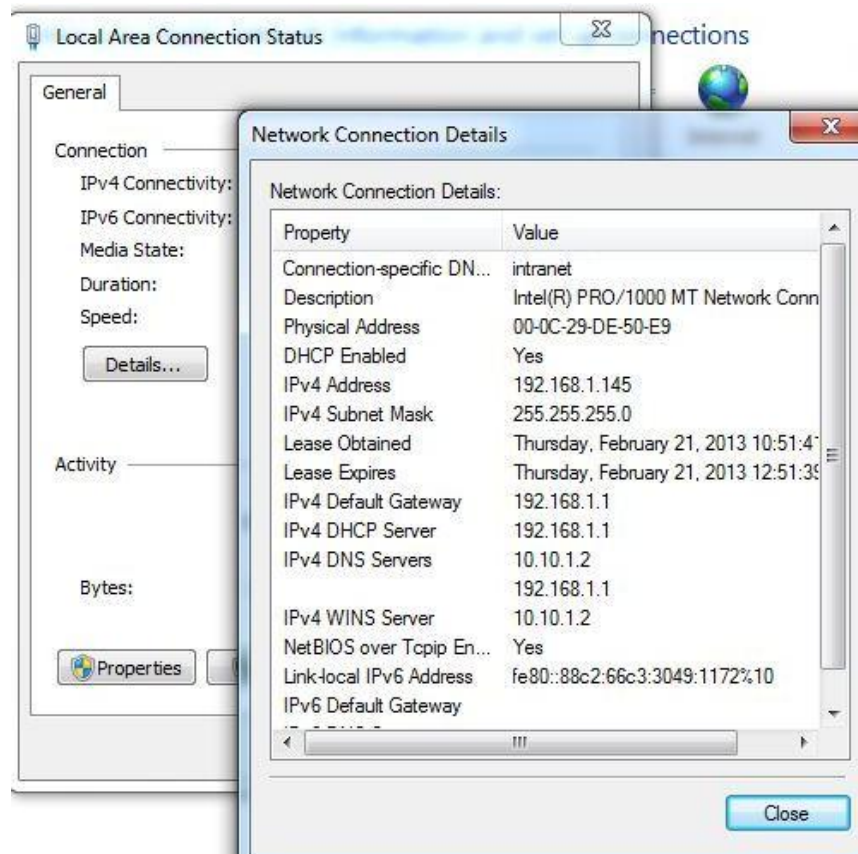 Local Area Connection Status
nections
General
Connection
IPv4 Connectivity:
IPv6 Connectivity:
Media State:
Duration:
Speed:
Details...
Activity
Bytes:
Properties
Network Connection Details
Network Connection Details:
Property Value
Connection-specific DN... intranet
Description Intel(R) PRO/1000 MT Network Conn
Physical Address 00-0C-29-DE-50-E9
DHCP Enabled Yes
IPv4 Address 192.168.1.145
IPv4 Subnet Mask 255.255.255.0
Lease Obtained Thursday, February 21, 2013 10:51:4
Lease Expires Thursday, February 21, 2013 12:51:3
IPv4 Default Gateway 192.168.1.1
IPv4 DHCP Server 192.168.1.1
IPv4 DNS Servers 10.10.1.2
192.168.1.1
IPv4 WINS Server 10.10.1.2
NetBIOS over Tcpip En... Yes
Link-local IPv6 Address fe80::88c2:66c3:3049:1172%10
IPv6 Default Gateway
Close